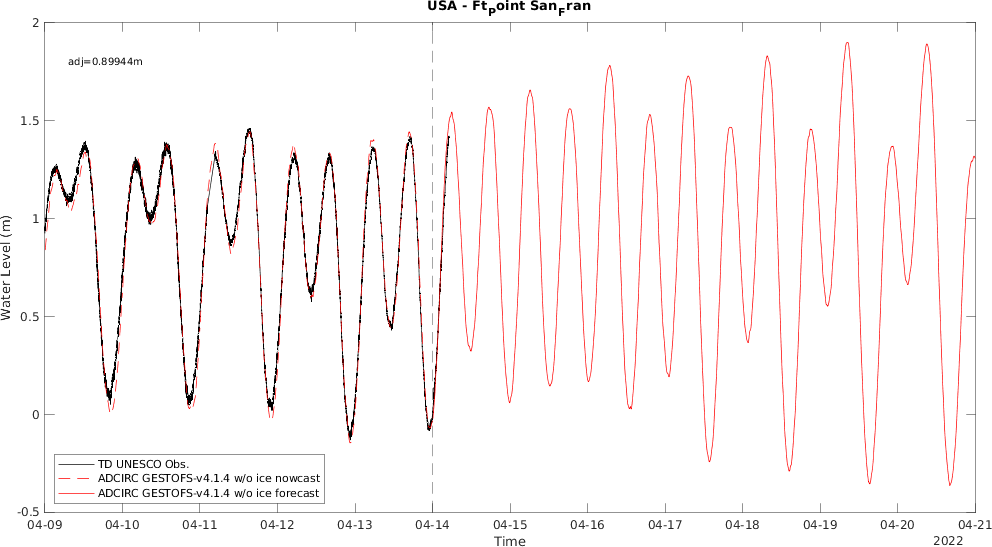 USA - FtPoint SanFran
adj=0.89944m
2
1.5
1
0.5
0
-0.5
Water Level (m)
TD UNESCO Obs.
ADCIRC GESTOFS-v4.1.4 w/o ice nowcast
ADCIRC GESTOFS-v4.1.4 w/o ice forecast
04-09 04-10 04-11 04-12 04-13 04-14 04-15 04-16 04-17 04-18 04-19 04-20 04-21
Time
2022